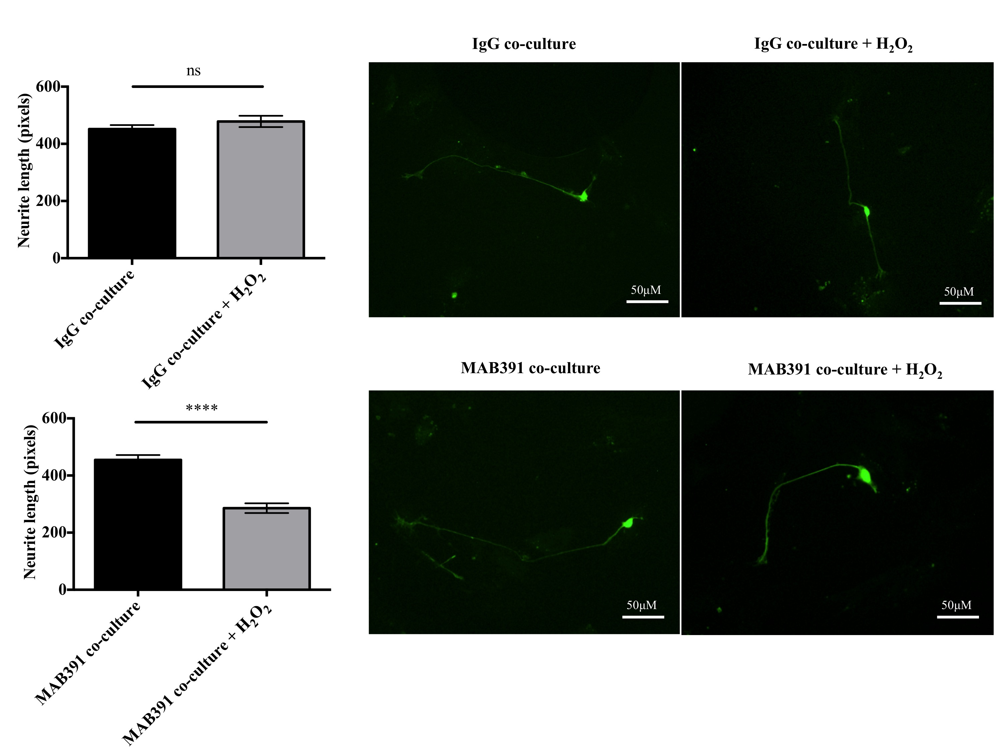 IgG co-culture
IgG co-culture + H₂O₂
ns
600
400
200
0
Neurite length (pixels)
IgG co-culture
IgG co-culture + H₂O₂
50μM
50μM
MAB391 co-culture
MAB391 co-culture + H₂O₂
****
600
400
200
0
Neurite length (pixels)
MAB391 co-culture
MAB391 co-culture + H₂O₂
50μM
50μM